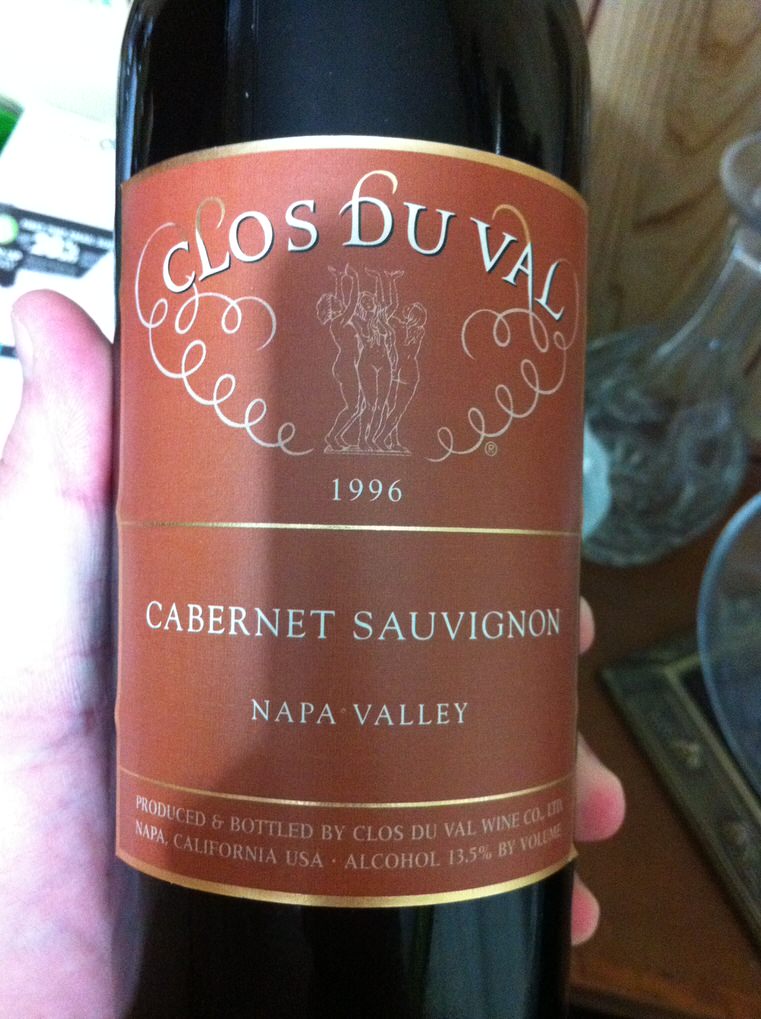 CLOS DU VAL
®
1996
CABERNET SAUVIGNON
NAPA VALLEY
PRODUCED & BOTTLED BY CLOS DU VAL WINE CO., LTD.
NAPA, CALIFORNIA USA · ALCOHOL 13.5% BY VOLUME